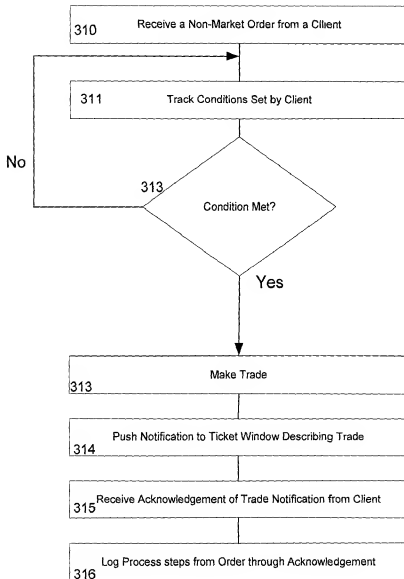 310 Receive a Non-Market Order from a Cllient
311 Track Conditions Set by Client
No
313
Condition Met?
Yes
Make Trade
313
Push Notification to Ticket Window Describing Trade
314
315 Receive Acknowledgement of Trade Notification from Client
Log Process steps from Order through Acknowledgement
316